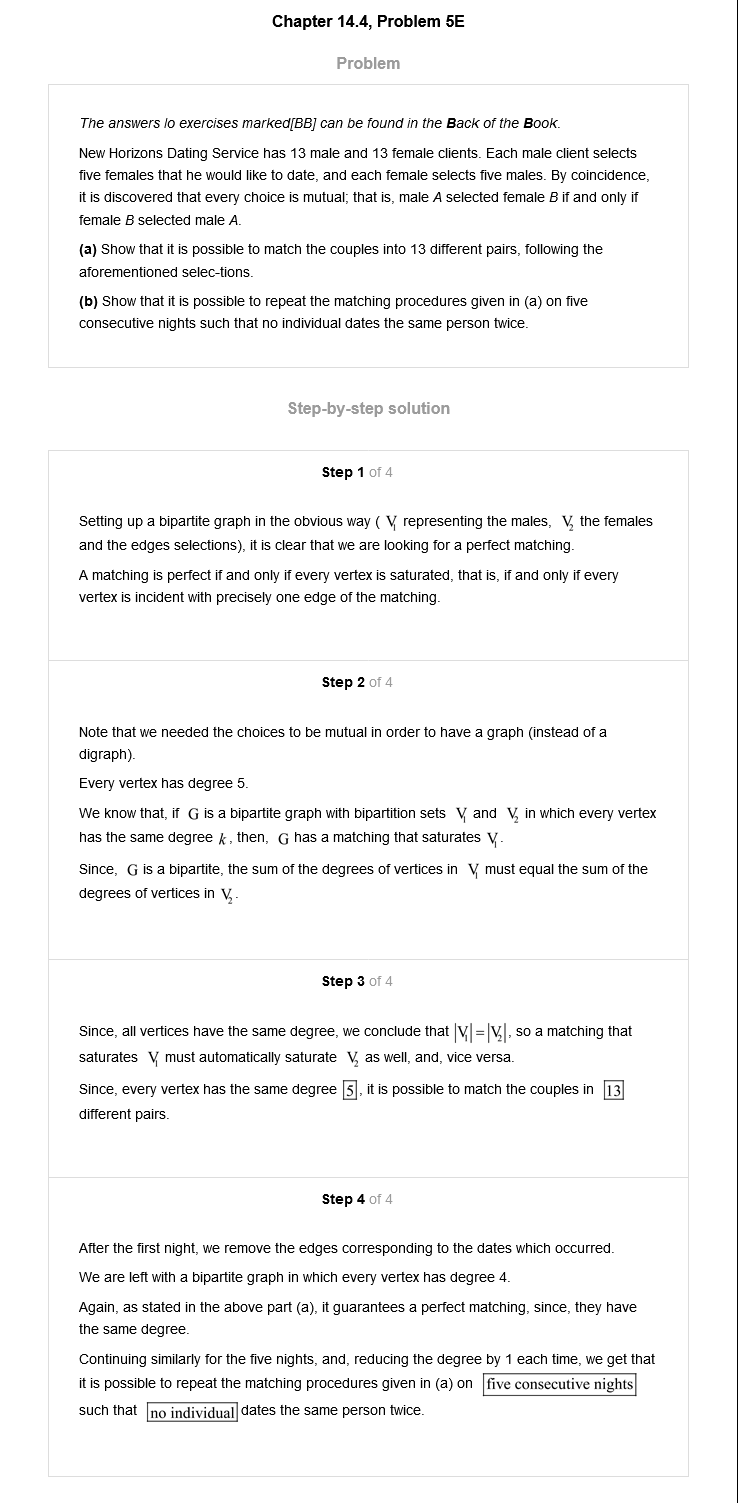 Chapter 14.4, Problem 5E
Problem
The answers lo exercises marked[BB] can be found in the Back of the Book.
New Horizons Dating Service has 13 male and 13 female clients. Each male client selects
five females that he would like to date, and each female selects five males. By coincidence,
it is discovered that every choice is mutual; that is, male A selected female B if and only if
female B selected male A.
(a) Show that it is possible to match the couples into 13 different pairs, following the
aforementioned selec-tions.
(b) Show that it is possible to repeat the matching procedures given in (a) on five
consecutive nights such that no individual dates the same person twice.
Step-by-step solution
Step 1 of 4
Setting up a bipartite graph in the obvious way ( V₁ representing the males, V₂ the females
and the edges selections), it is clear that we are looking for a perfect matching.
A matching is perfect if and only if every vertex is saturated, that is, if and only if every
vertex is incident with precisely one edge of the matching.
Step 2 of 4
Note that we needed the choices to be mutual in order to have a graph (instead of a
digraph).
Every vertex has degree 5.
We know that, if G is a bipartite graph with bipartition sets V₁ and V₂ in which every vertex
has the same degree k, then, G has a matching that saturates V₁.
Since, G is a bipartite, the sum of the degrees of vertices in V₁ must equal the sum of the
degrees of vertices in V₂.
Step 3 of 4
Since, all vertices have the same degree, we conclude that |V₁|=|V₂|, so a matching that
saturates V₁ must automatically saturate V₂ as well, and, vice versa.
Since, every vertex has the same degree 5, it is possible to match the couples in 13
different pairs.
Step 4 of 4
After the first night, we remove the edges corresponding to the dates which occurred.
We are left with a bipartite graph in which every vertex has degree 4.
Again, as stated in the above part (a), it guarantees a perfect matching, since, they have
the same degree.
Continuing similarly for the five nights, and, reducing the degree by 1 each time, we get that
it is possible to repeat the matching procedures given in (a) on five consecutive nights
such that no individual dates the same person twice.